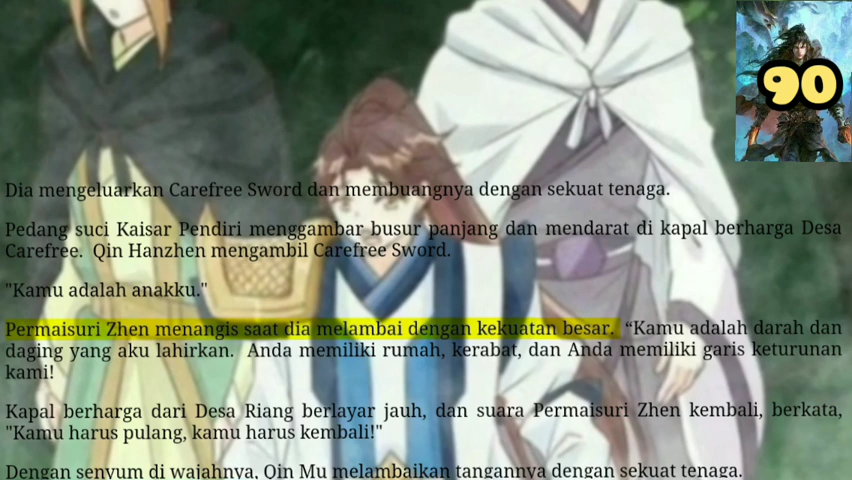 90
Dia mengeluarkan Carefree Sword dan membuangnya dengan sekuat tenaga.
Pedang suci Kaisar Pendiri menggambar busur panjang dan mendarat di kapal berharga Desa
Carefree. Qin Hanzhen mengambil Carefree Sword.
"Kamu adalah anakku."
Permaisuri Zhen menangis saat dia melambai dengan kekuatan besar. “Kamu adalah darah dan
daging yang aku lahirkan. Anda memiliki rumah, kerabat, dan Anda memiliki garis keturunan
kami!
Kapal berharga dari Desa Riang berlayar jauh, dan suara Permaisuri Zhen kembali, berkata,
"Kamu harus pulang, kamu harus kembali!"
Dengan senyum di wajahnya, Qin Mu melambaikan tangannya dengan sekuat tenaga.